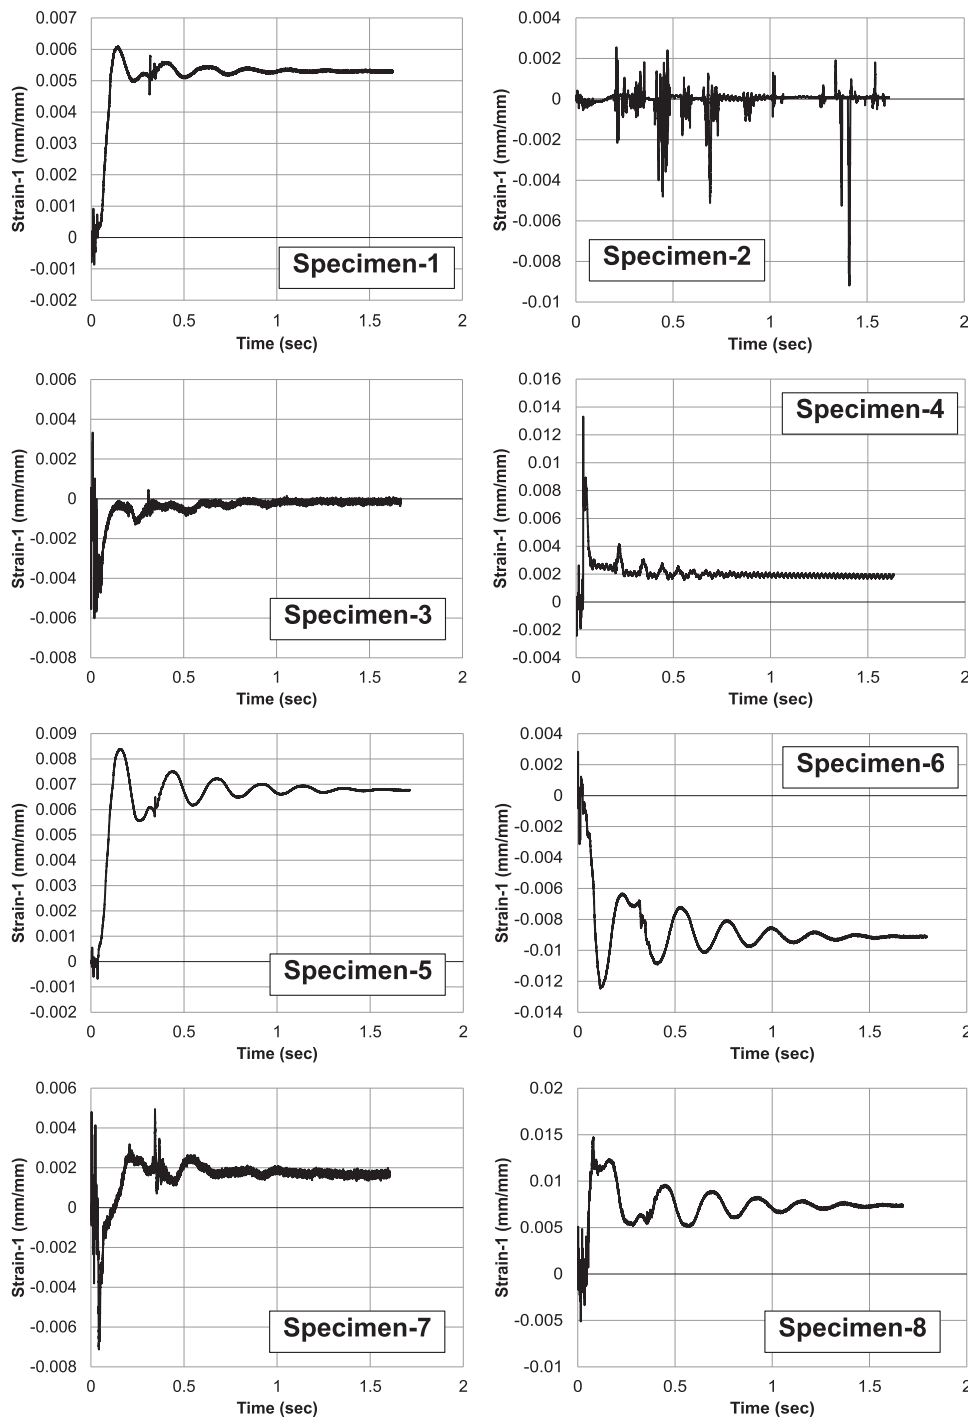 0.007
0.006
0.005
0.004
0.003
0.002
0.001
0
-0.001
-0.002
Strain-1 (mm/mm)
Specimen-1
0 0.5 1 1.5 2
Time (sec)
0.004
0.002
0
-0.002
-0.004
-0.006
-0.008
-0.01
Strain-1 (mm/mm)
Specimen-2
0 0.5 1 1.5 2
Time (sec)
0.006
0.004
0.002
0
-0.002
-0.004
-0.006
-0.008
Strain-1 (mm/mm)
Specimen-3
0 0.5 1 1.5 2
Time (sec)
0.016
0.014
0.012
0.01
0.008
0.006
0.004
0.002
0
-0.002
-0.004
Strain-1 (mm/mm)
Specimen-4
0 0.5 1 1.5 2
Time (sec)
0.009
0.008
0.007
0.006
0.005
0.004
0.003
0.002
0.001
0
-0.001
-0.002
Strain-1 (mm/mm)
Specimen-5
0 0.5 1 1.5 2
Time (sec)
0.004
0.002
0
-0.002
-0.004
-0.006
-0.008
-0.01
-0.012
-0.014
Strain-1 (mm/mm)
Specimen-6
0 0.5 1 1.5 2
Time (sec)
0.006
0.004
0.002
0
-0.002
-0.004
-0.006
-0.008
Strain-1 (mm/mm)
Specimen-7
0 0.5 1 1.5 2
Time (sec)
0.02
0.015
0.01
0.005
0
-0.005
-0.01
Strain-1 (mm/mm)
Specimen-8
0 0.5 1 1.5 2
Time (sec)